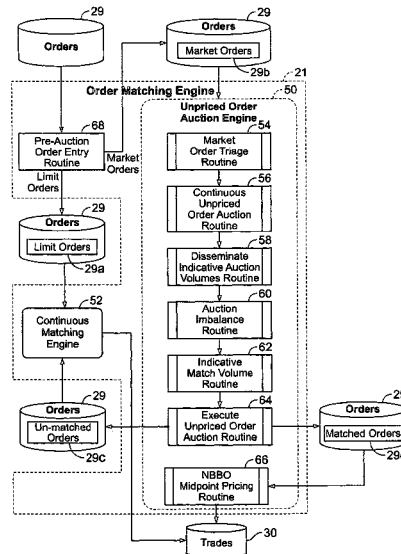 29
Orders
29
Orders
Market Orders
29b
21
Order Matching Engine
50
Unpriced Order
Auction Engine
68
Pre-Auction
Order Entry
Routine
Limit
Orders
Market
Orders
54
Market
Order Triage
Routine
56
Continuous
Unpriced
Order Auction
Routine
29
Orders
Limit Orders
29a
58
Disseminate
Indicative Auction
Volumes Routine
52
Continuous
Matching
Engine
60
Auction
Imbalance
Routine
62
Indicative
Match Volume
Routine
29
Orders
Un-matched
Orders
29c
64
Execute
Unpriced Order
Auction Routine
Orders
Matched Orders
66
NBBO
Midpoint Pricing
Routine
30
Trades